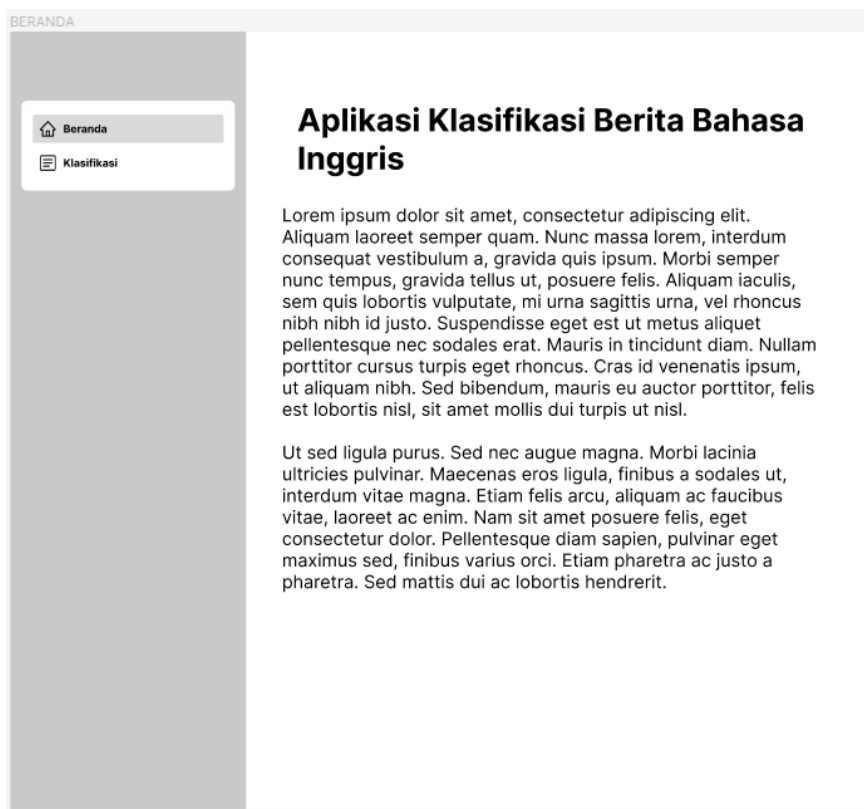 BERANDA
Beranda
Klasifikasi
Aplikasi Klasifikasi Berita Bahasa
Inggris
Lorem ipsum dolor sit amet, consectetur adipiscing elit.
Aliquam laoreet semper quam. Nunc massa lorem, interdum
consequat vestibulum a, gravida quis ipsum. Morbi semper
nunc tempus, gravida tellus ut, posuere felis. Aliquam iaculis,
sem quis lobortis vulputate, mi urna sagittis urna, vel rhoncus
nibh nibh id justo. Suspendisse eget est ut metus aliquet
pellentesque nec sodales erat. Mauris in tincidunt diam. Nullam
porttitor cursus turpis eget rhoncus. Cras id venenatis ipsum,
ut aliquam nibh. Sed bibendum, mauris eu auctor porttitor, felis
est lobortis nisl, sit amet mollis dui turpis ut nisl.
Ut sed ligula purus. Sed nec augue magna. Morbi lacinia
ultricies pulvinar. Maecenas eros ligula, finibus a sodales ut,
interdum vitae magna. Etiam felis arcu, aliquam ac faucibus
vitae, laoreet ac enim. Nam sit amet posuere felis, eget
consectetur dolor. Pellentesque diam sapien, pulvinar eget
maximus sed, finibus varius orci. Etiam pharetra ac justo a
pharetra. Sed mattis dui ac lobortis hendrerit.